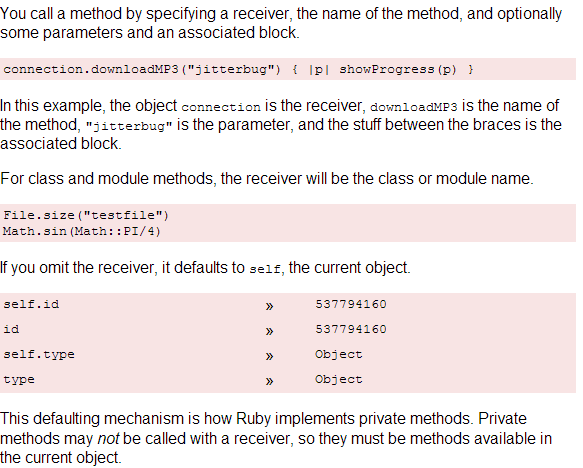 You call a method by specifying a receiver, the name of the method, and optionally
some parameters and an associated block.
connection.downloadMP3("jitterbug") { |p| showProgress(p) }
In this example, the object connection is the receiver, downloadMP3 is the name of
the method, "jitterbug" is the parameter, and the stuff between the braces is the
associated block.
For class and module methods, the receiver will be the class or module name.
File.size("testfile")
Math.sin(Math::PI/4)
If you omit the receiver, it defaults to self, the current object.
self.id » 537794160
id » 537794160
self.type » Object
type » Object
This defaulting mechanism is how Ruby implements private methods. Private
methods may not be called with a receiver, so they must be methods available in
the current object.